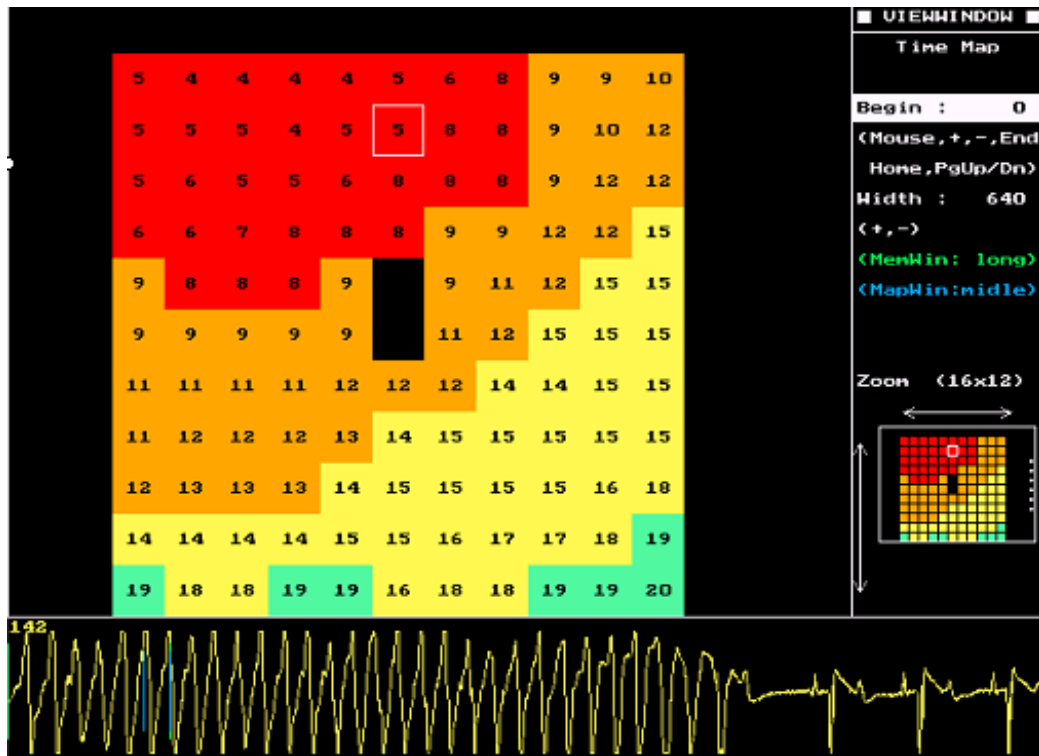 ■ VIEWWINDOW ■
Time Map
5 4 4 4 4 5 6 8 9 9 10
Begin : 0
5 5 5 4 5 5 8 8 9 10 12
(Mouse,+,-,End
5 6 5 5 6 8 8 8 9 12 12
Home,PgUp/Dn)
Width : 640
6 6 7 8 8 8 9 9 12 12 15
(+,-)
(MemWin: long)
9 8 8 8 9 9 11 12 15 15
(MapWin:midle)
9 9 9 9 9 11 12 15 15 15
11 11 11 11 12 12 12 14 14 15 15
Zoom (16x12)
11 12 12 12 13 14 15 15 15 15 15
12 13 13 13 14 15 15 15 15 16 18
14 14 14 14 15 15 16 17 17 18 19
19 18 18 19 19 16 18 18 19 19 20
142